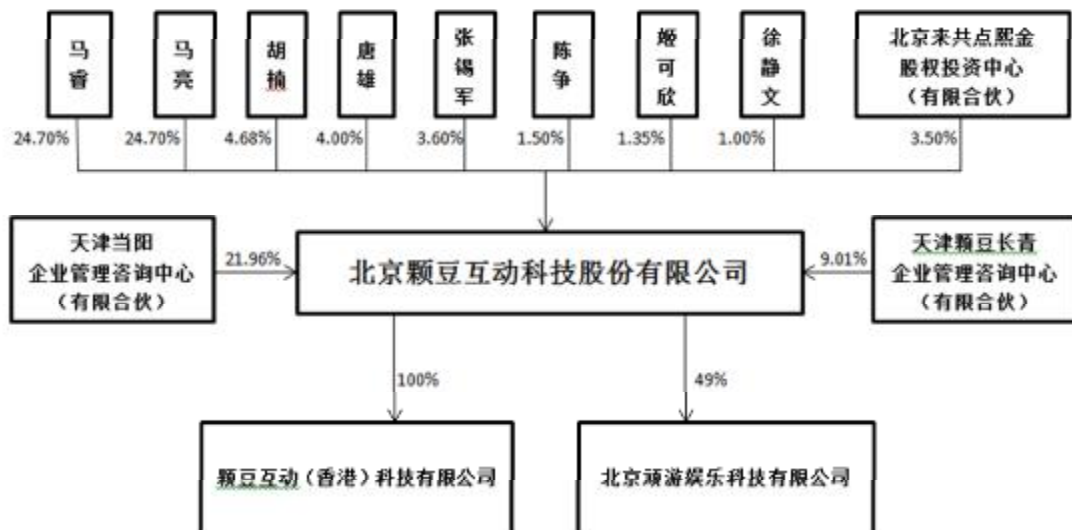 马睿
马亮
胡楠
唐雄
张锡军
陈争
姬可欣
徐静文
北京来共点熙金
股权投资中心
（有限合伙）
24.70%
24.70%
4.68%
4.00%
3.60%
1.50%
1.35%
1.00%
3.50%
天津当阳
企业管理咨询中心
（有限合伙）
21.96%
北京颗豆互动科技股份有限公司
9.01%
天津颗豆长青
企业管理咨询中心
（有限合伙）
100%
49%
颗豆互动（香港）科技有限公司
北京顽游娱乐科技有限公司